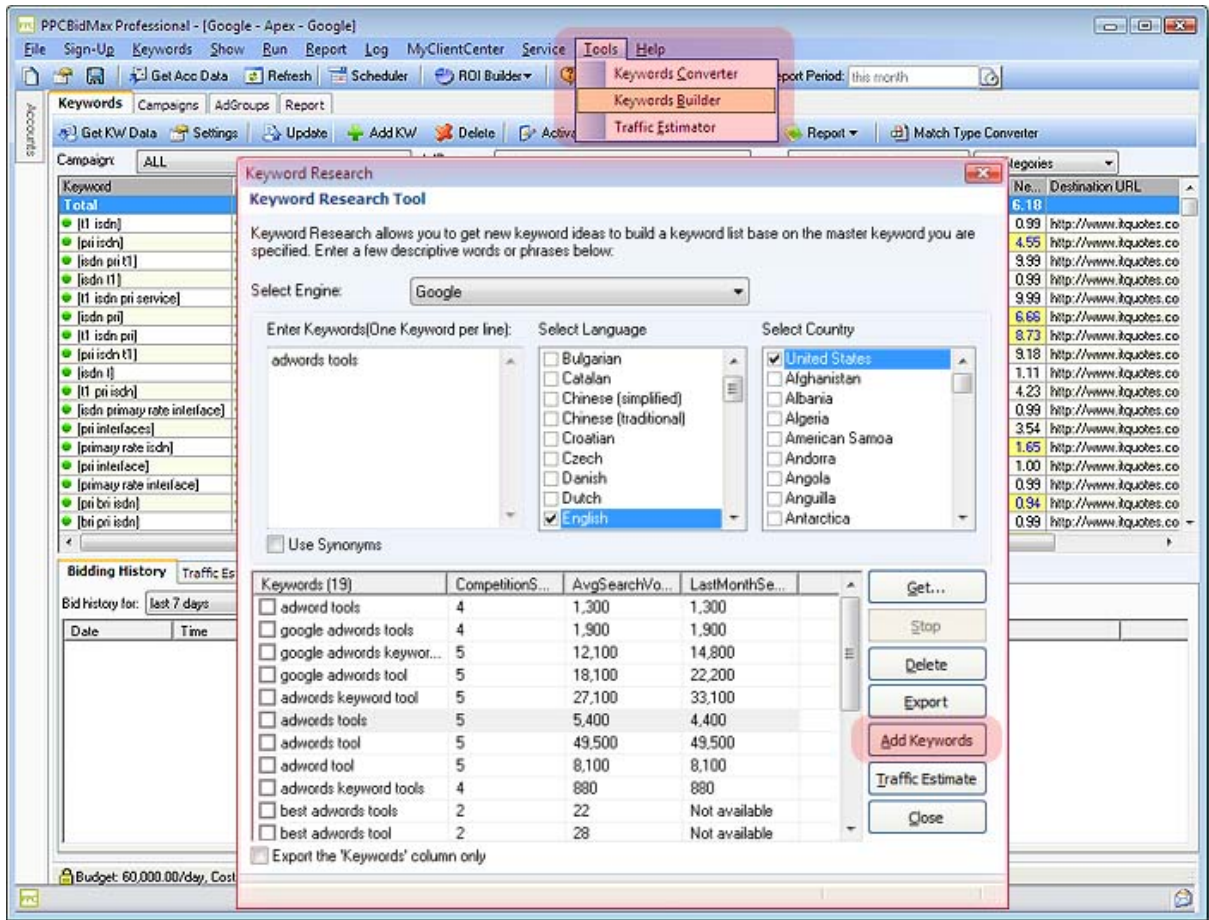 PPCBidMax Professional - [Google - Apex - Google]
File Sign-Up Keywords Show Run Report Log MyClientCenter Service Tools Help
Get Acc Data Refresh Scheduler ROI Builder Report Period: this month
Keywords Converter
Keywords Builder
Traffic Estimator
Accounts
Keywords Campaigns AdGroups Report
Get KW Data Settings Update Add KW Delete Report Match Type Converter
Campaign: ALL
Keyword Ne... Destination URL
Total 6.18
[t1 isdn] 0.99 http://www.itquotes.co
[pri isdn] 4.55 http://www.itquotes.co
[isdn pri t1] 9.99 http://www.itquotes.co
[isdn t1] 0.99 http://www.itquotes.co
[t1 isdn pri service] 9.99 http://www.itquotes.co
[isdn pri] 6.66 http://www.itquotes.co
[t1 isdn pri] 8.73 http://www.itquotes.co
[pri isdn t1] 9.18 http://www.itquotes.co
[isdn t] 1.11 http://www.itquotes.co
[t1 pri isdn] 4.23 http://www.itquotes.co
[isdn primary rate interface] 0.99 http://www.itquotes.co
[pri interfaces] 3.54 http://www.itquotes.co
[primary rate isdn] 1.65 http://www.itquotes.co
[pri interface] 1.00 http://www.itquotes.co
[primary rate interface] 0.99 http://www.itquotes.co
[pri bri isdn] 0.94 http://www.itquotes.co
[bri pri isdn] 0.99 http://www.itquotes.co
Bidding History Traffic Es
Bid history for: last 7 days
Date Time
Budget: 60,000.00/day, Cost
Keyword Research
Keyword Research Tool
Keyword Research allows you to get new keyword ideas to build a keyword list base on the master keyword you are
specified. Enter a few descriptive words or phrases below:
Select Engine: Google
Enter Keywords(One Keyword per line):
adwords tools
Use Synonyms
Select Language
Bulgarian
Catalan
Chinese (simplified)
Chinese (traditional)
Croatian
Czech
Danish
Dutch
English
Select Country
United States
Afghanistan
Albania
Algeria
American Samoa
Andorra
Angola
Anguilla
Antarctica
Keywords (19) CompetitionS... AvgSearchVo... LastMonthSe...
adword tools 4 1,300 1,300
google adwords tools 4 1,900 1,900
google adwords keywor... 5 12,100 14,800
google adwords tool 5 18,100 22,200
adwords keyword tool 5 27,100 33,100
adwords tools 5 5,400 4,400
adwords tool 5 49,500 49,500
adword tool 5 8,100 8,100
adwords keyword tools 4 880 880
best adwords tools 2 22 Not available
best adwords tool 2 28 Not available
Export the 'Keywords' column only
Get...
Stop
Delete
Export
Add Keywords
Traffic Estimate
Close